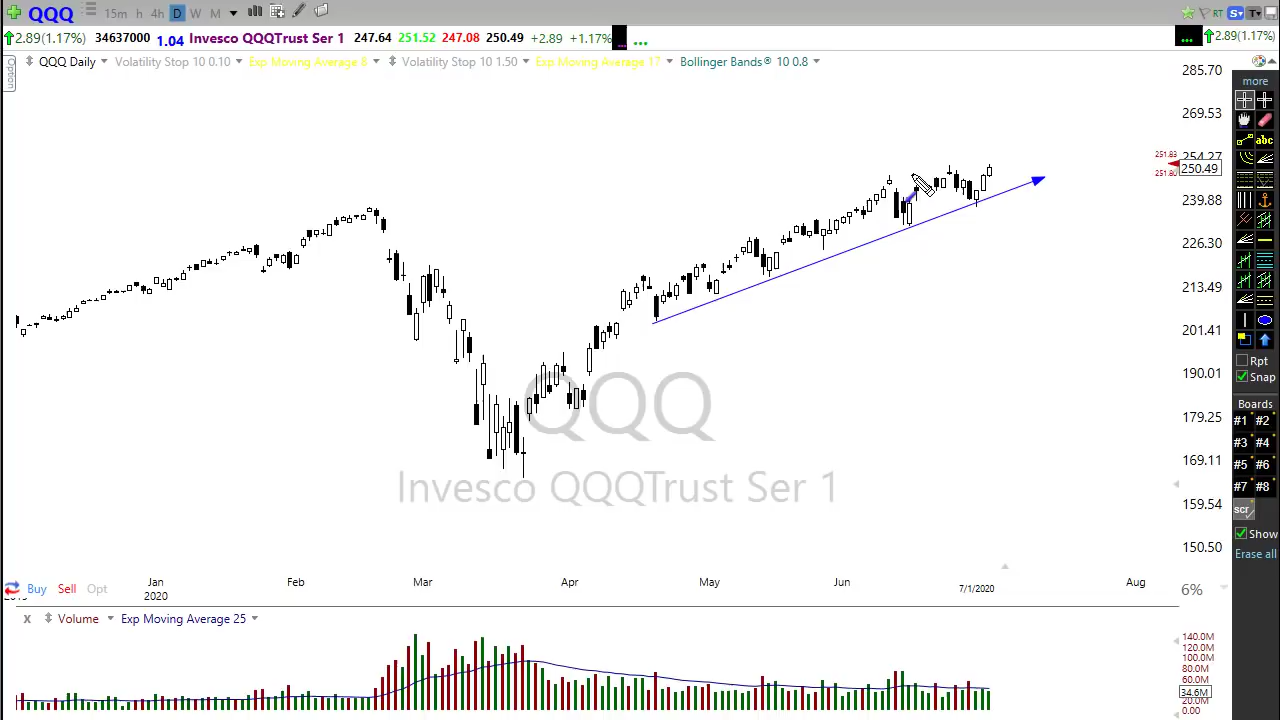 QQQ 15m h 4h D W M RT S T
2.89(1.17%) 34637000 1.04 Invesco QQQTrust Ser 1 247.64 251.52 247.08 250.49 +2.89 +1.17% ... ... 2.89(1.17%)
Option QQQ Daily Volatility Stop 10 0.10 Exp Moving Average 8 Volatility Stop 10 1.50 Exp Moving Average 17 Bollinger Bands® 10 0.8
285.70
more
269.53
abc
251.83
254.27
250.49
251.80
239.88
226.30
213.49
201.41
Rpt
190.01
Snap
QQQ
Boards
179.25
#1 #2
#3 #4
169.11
#5 #6
Invesco QQQTrust Ser 1
#7 #8
159.54
scr
Show
150.50
Erase all
Jan Feb Mar Apr May Jun Aug
Buy Sell Opt 2020 7/1/2020 6%
x Volume Exp Moving Average 25
140.0M
120.0M
100.0M
80.0M
60.0M
34.6M
20.0M
0.00